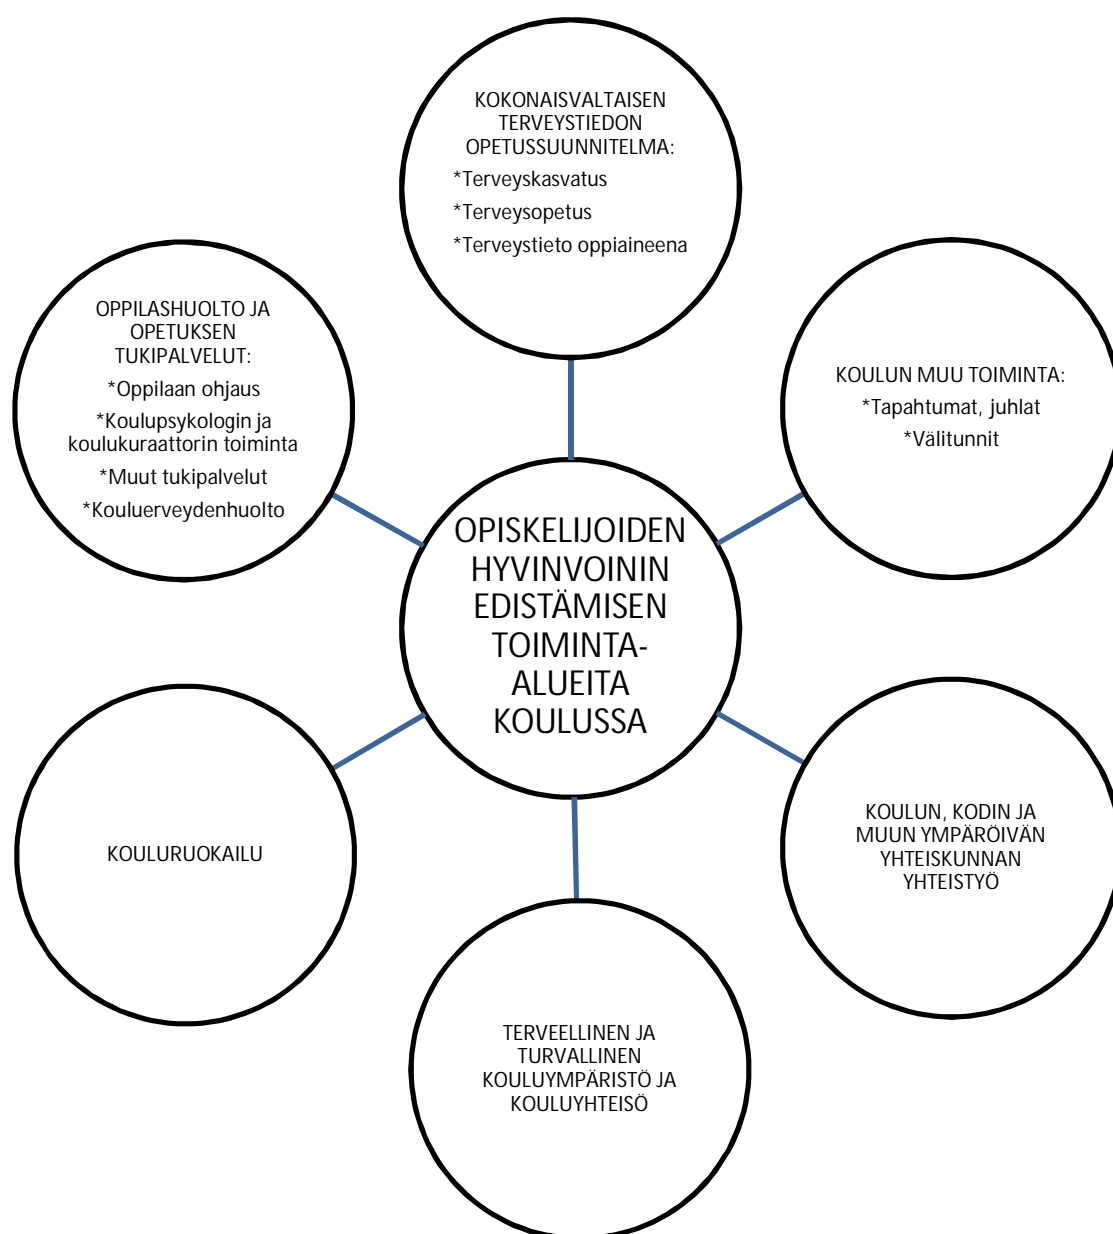 KOKONAISVALTAISEN
TERVEYSTIEDON
OPETUSSUUNNITELMA:
*Terveyskasvatus
*Terveysopetus
*Terveystieto oppiaineena
OPPILASHUOLTO JA
OPETUKSEN
TUKIPALVELUT:
*Oppilaan ohjaus
*Koulupsykologin ja
koulukuraattorin toiminta
*Muut tukipalvelut
*Kouluerveydenhuolto
KOULUN MUU TOIMINTA:
*Tapahtumat, juhlat
*Välitunnit
OPISKELIJOIDEN
HYVINVOININ
EDISTÄMISEN
TOIMINTA-
ALUEITA
KOULUSSA
KOULURUOKAILU
KOULUN, KODIN JA
MUUN YMPÄRÖIVÄN
YHTEISKUNNAN
YHTEISTYÖ
TERVEELLINEN JA
TURVALLINEN
KOULUYMPÄRISTÖ JA
KOULUYHTEISÖ